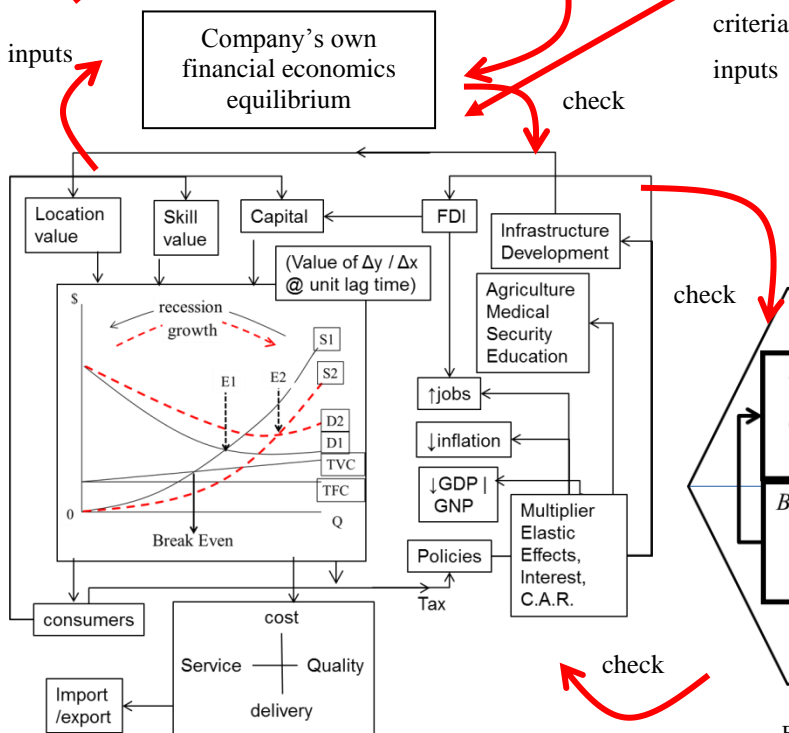 inputs
Company’s own
financial economics
equilibrium
criteria
inputs
check
Location
value
Skill
value
Capital
FDI
Infrastructure
Development
(Value of Δy / Δx
@ unit lag time)
Agriculture
Medical
Security
Education
check
$
recession
growth
S1
S2
E1
E2
D2
D1
TVC
TFC
0
Q
Break Even
↑jobs
↓inflation
↓GDP |
GNP
Multiplier
Elastic
Effects,
Interest,
C.A.R.
Policies
Tax
consumers
cost
Service
Quality
delivery
Import
/export
check
B